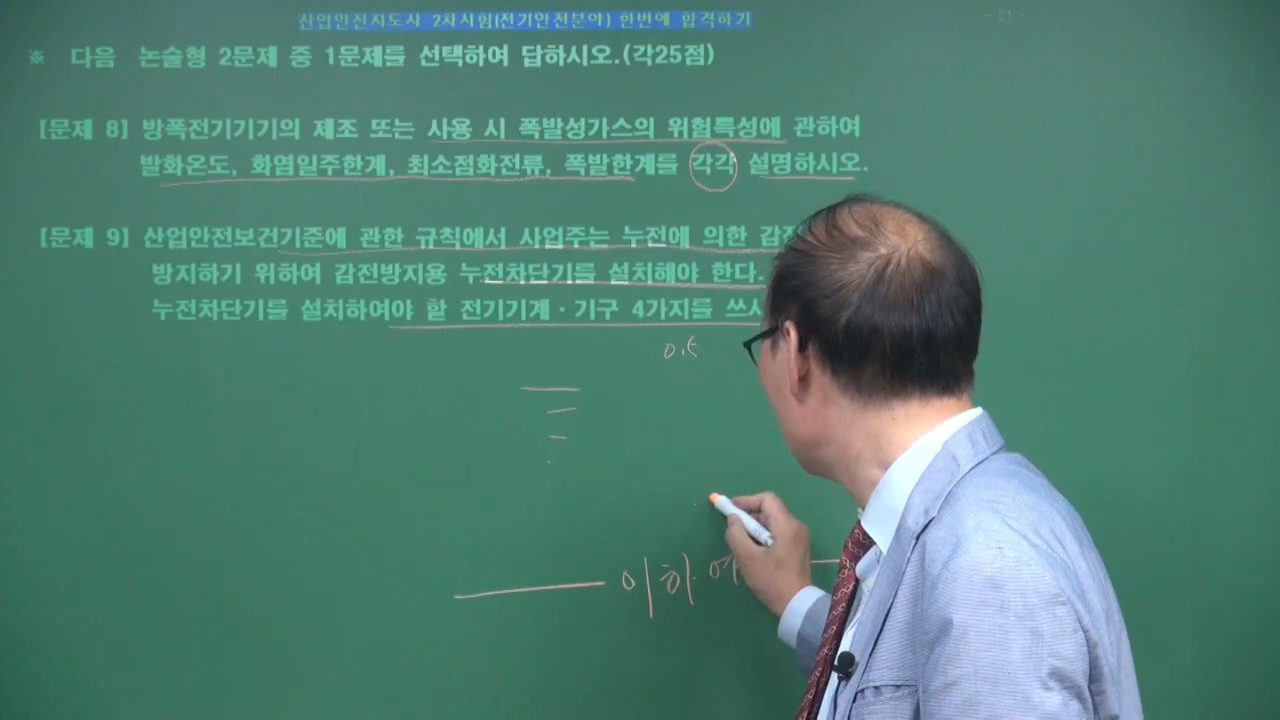 산업안전지도사 2차시험(전기안전분야) 한번에 합격하기
- 21 -
※ 다음 논술형 2문제 중 1문제를 선택하여 답하시오.(각25점)
[문제 8] 방폭전기기기의 제조 또는 사용 시 폭발성가스의 위험특성에 관하여
발화온도, 화염일주한계, 최소점화전류, 폭발한계를 각각 설명하시오.
[문제 9] 산업안전보건기준에 관한 규칙에서 사업주는 누전에 의한
방지하기 위하여 감전방지용 누전차단기를 설치해야 한다.
누전차단기를 설치하여야 할 전기기계·기구 4가지를
이하